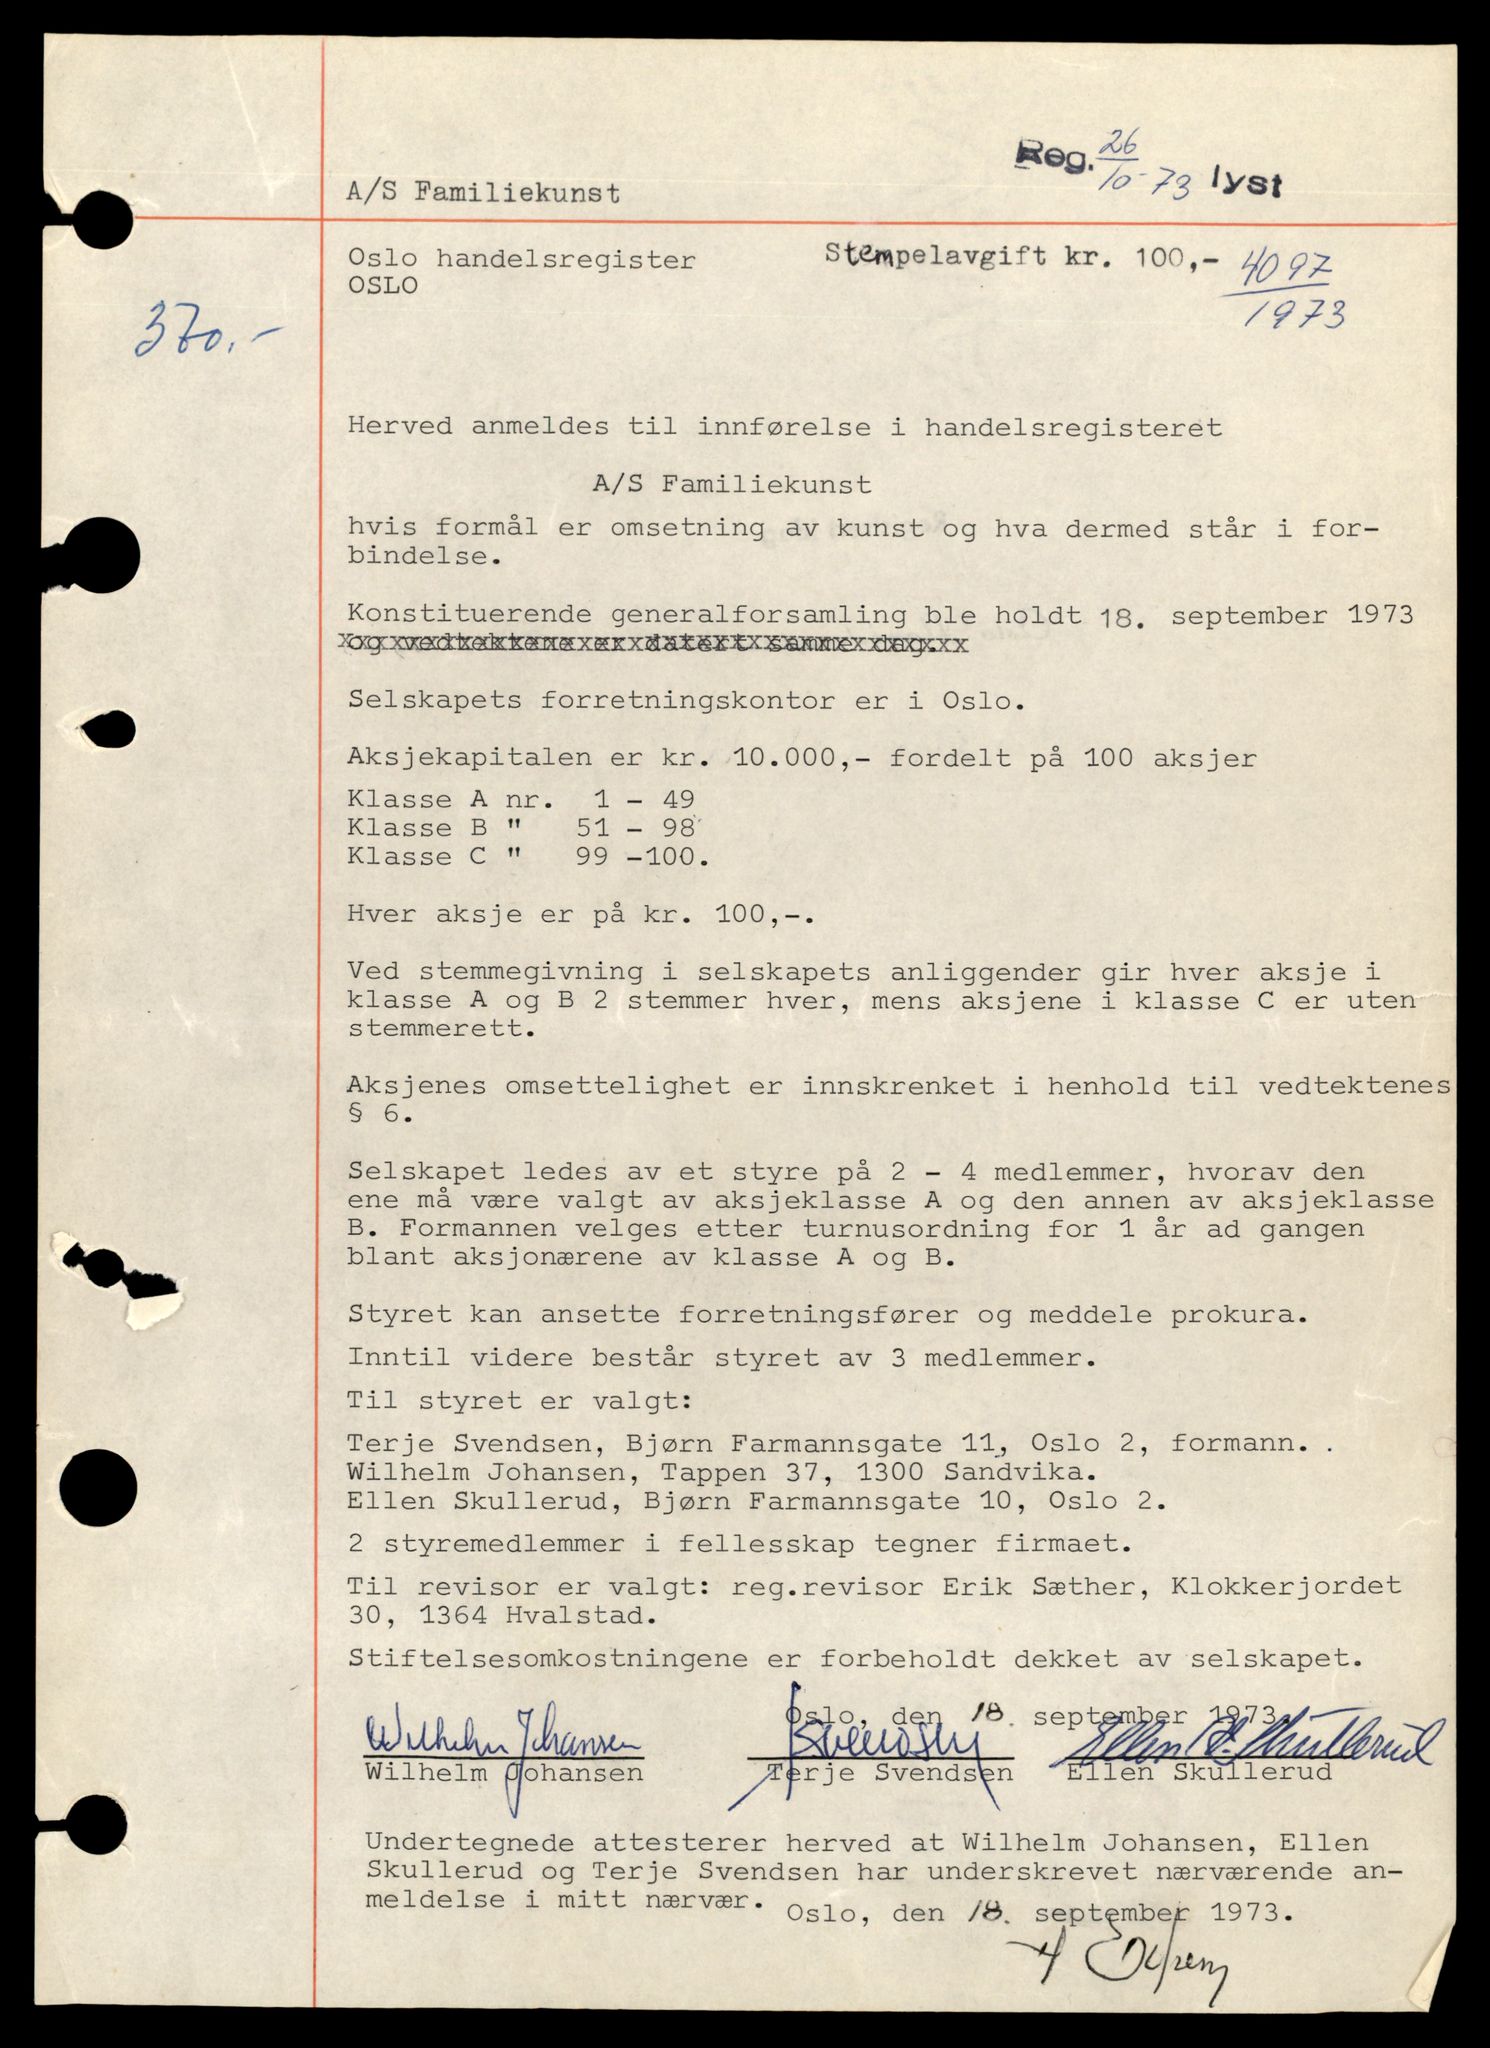 Reg. 26/10-73 lyst
A/S Familiekunst
Oslo handelsregister
Stempelavgift kr. 100,-
4097
1973
OSLO
370.-
Herved anmeldes til innførelse i handelsregisteret
A/S Familiekunst
hvis formål er omsetning av kunst og hva dermed står i for-
bindelse.
Konstituerende generalforsamling ble holdt 18. september 1973
og vedtektene er datert samme dag.
Selskapets forretningskontor er i Oslo.
Aksjekapitalen er kr. 10.000,- fordelt på 100 aksjer
Klasse A nr. 1 - 49
Klasse B " 51 - 98
Klasse C " 99 -100.
Hver aksje er på kr. 100,-.
Ved stemmegivning i selskapets anliggender gir hver aksje i
klasse A og B 2 stemmer hver, mens aksjene i klasse C er uten
stemmerett.
Aksjenes omsettelighet er innskrenket i henhold til vedtektenes
§ 6.
Selskapet ledes av et styre på 2 - 4 medlemmer, hvorav den
ene må være valgt av aksjeklasse A og den annen av aksjeklasse
B. Formannen velges etter turnusordning for 1 år ad gangen
blant aksjonærene av klasse A og B.
Styret kan ansette forretningsfører og meddele prokura.
Inntil videre består styret av 3 medlemmer.
Til styret er valgt:
Terje Svendsen, Bjørn Farmannsgate 11, Oslo 2, formann. .
Wilhelm Johansen, Tappen 37, 1300 Sandvika.
Ellen Skullerud, Bjørn Farmannsgate 10, Oslo 2.
2 styremedlemmer i fellesskap tegner firmaet.
Til revisor er valgt: reg.revisor Erik Sæther, Klokkerjordet
30, 1364 Hvalstad.
Stiftelsesomkostningene er forbeholdt dekket av selskapet.
Oslo, den 18. september 1973
Wilhelm Johansen
Wilhelm Johansen Terje Svendsen Ellen Skullerud
Undertegnede attesterer herved at Wilhelm Johansen, Ellen
Skullerud og Terje Svendsen har underskrevet nærværende an-
meldelse i mitt nærvær.
Oslo, den 18. september 1973.